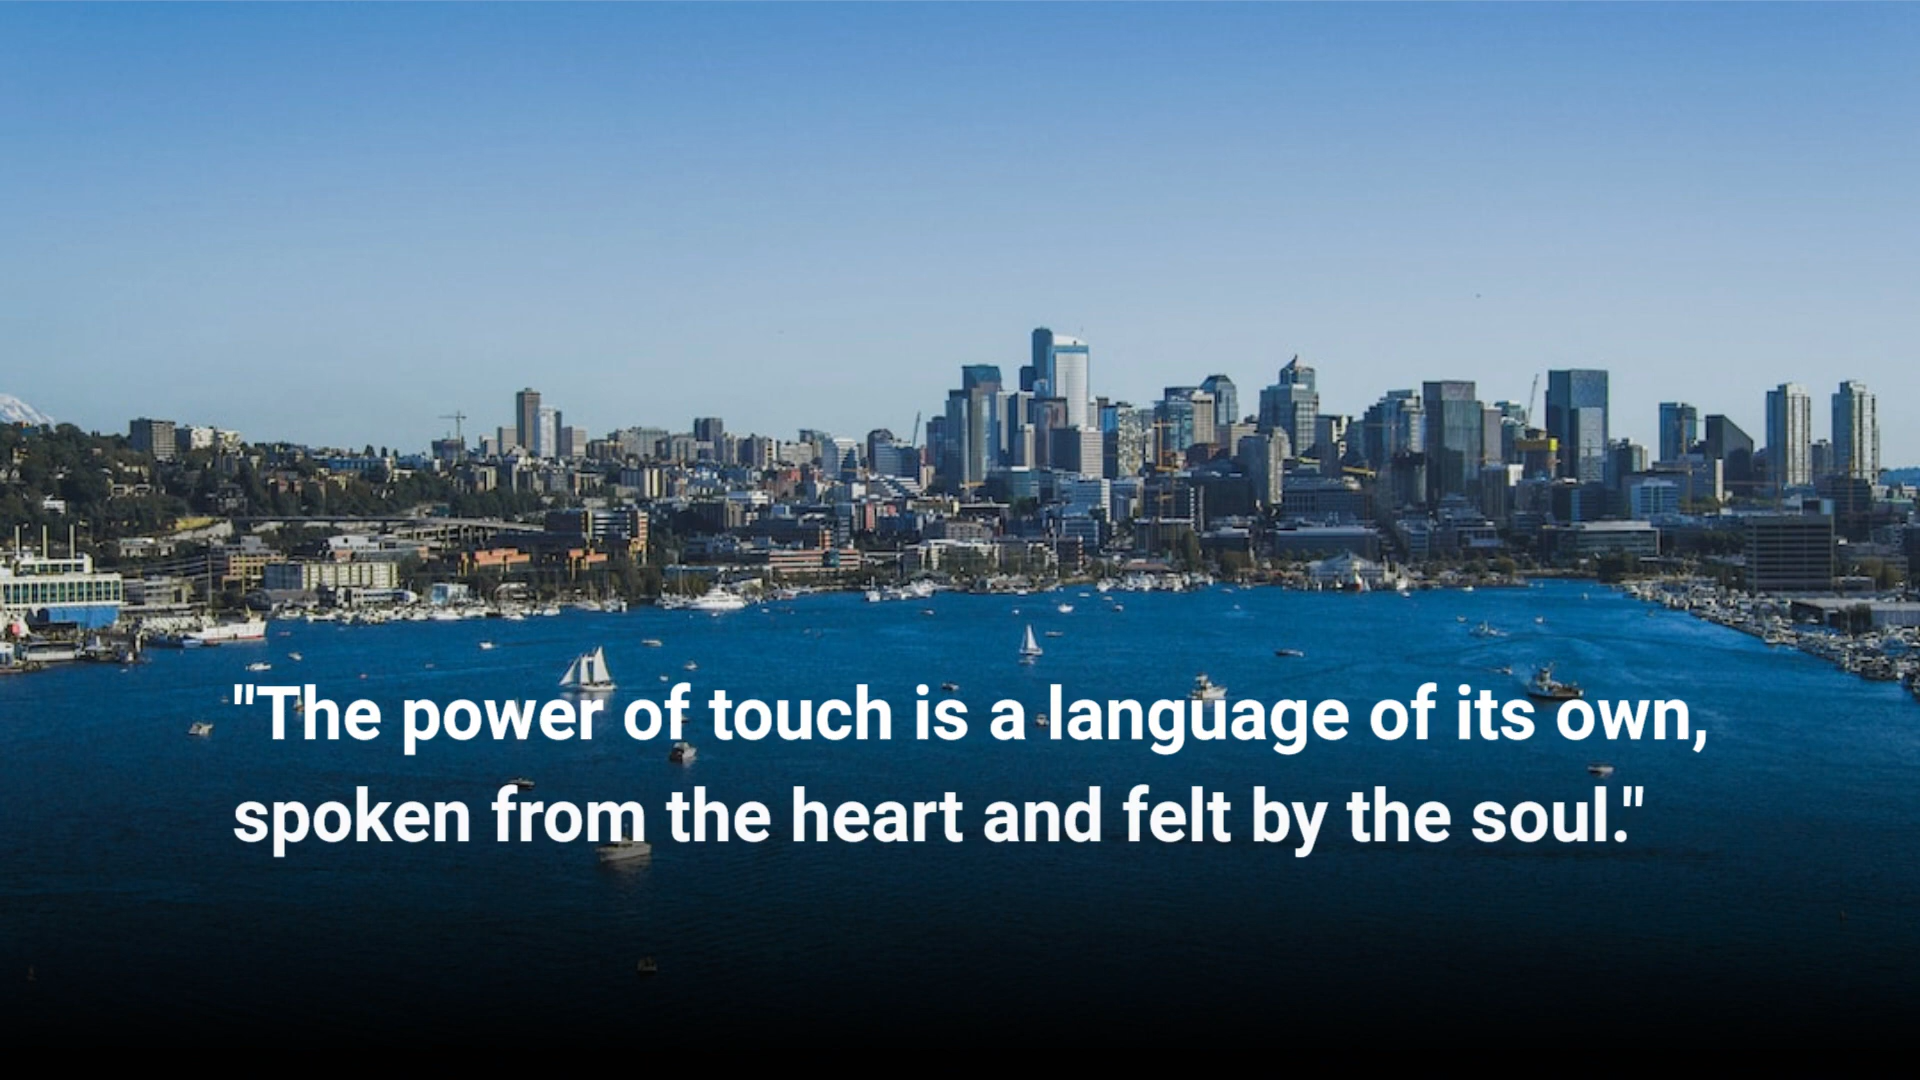 "The power of touch is a language of its own,
spoken from the heart and felt by the soul."